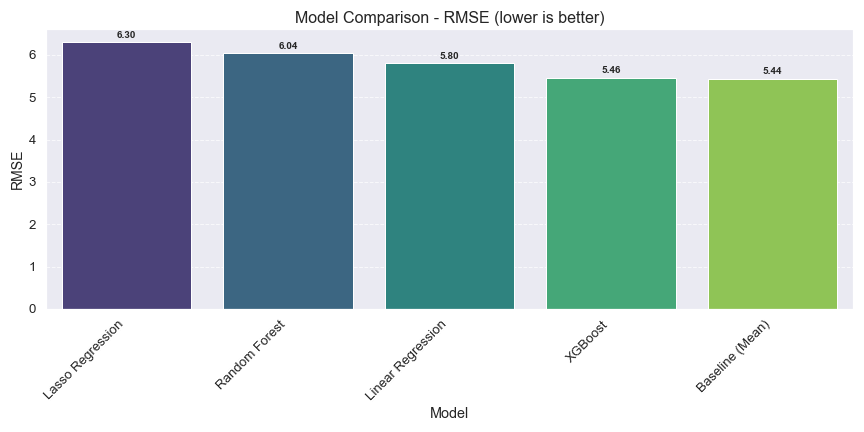 Model Comparison - RMSE (lower is better)
6.30
6.04
5.80
5.46
5.44
6
5
4
3
2
1
0
RMSE
Lasso Regression
Random Forest
Linear Regression
XGBoost
Baseline (Mean)
Model